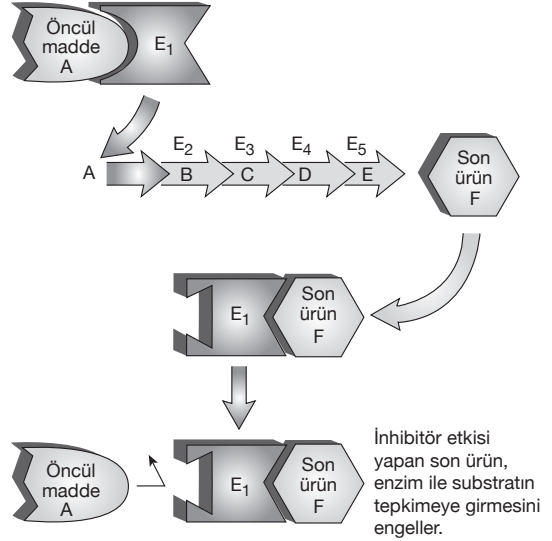 Öncül
madde
A
E1
A
E2
E3
E4
E5
B
C
D
E
Son
ürün
F
E1
Son
ürün
F
Öncül
madde
A
E1
Son
ürün
F
İnhibitör etkisi
yapan son ürün,
enzim ile substratın
tepkimeye girmesini
engeller.